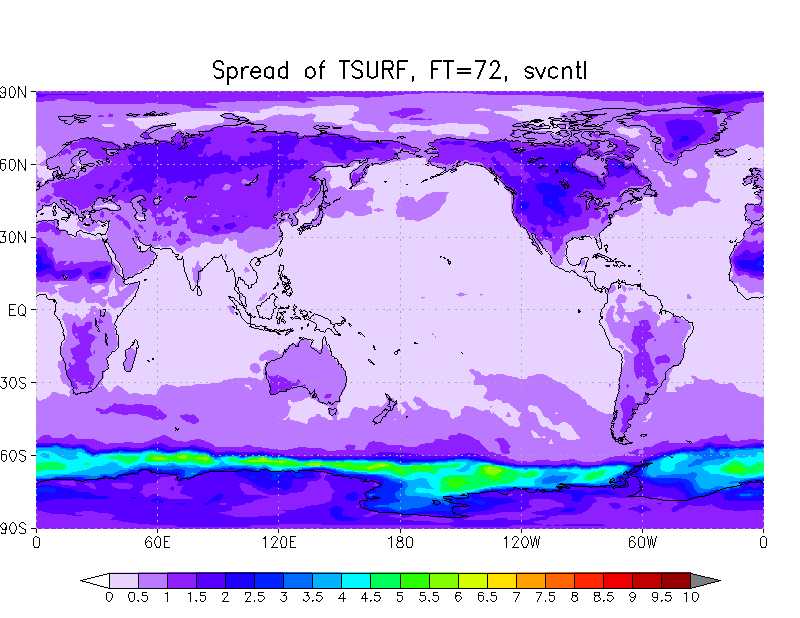 Spread of TSURF, FT=72, svcntl
90N
60N
30N
EQ
30S
60S
90S
0 60E 120E 180 120W 60W 0
0 0.5 1 1.5 2 2.5 3 3.5 4 4.5 5 5.5 6 6.5 7 7.5 8 8.5 9 9.5 10